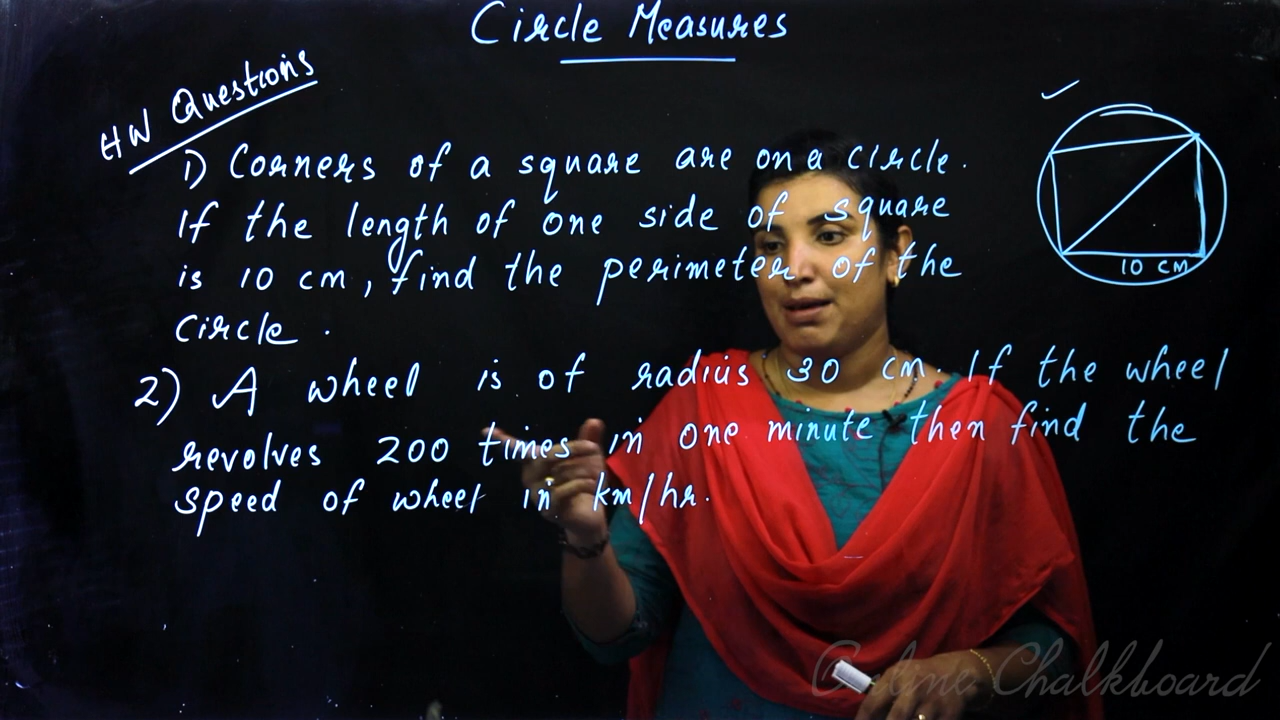 Circle Measures
HW Questions
1) Corners of a square are on a circle.
If the length of one side of square
is 10 cm, find the perimeter of the
circle.
10 CM
2) A wheel is of radius 30 cm. If the wheel
revolves 200 times in one minute then find the
speed of wheel in km/hr.
Online Chalkboard